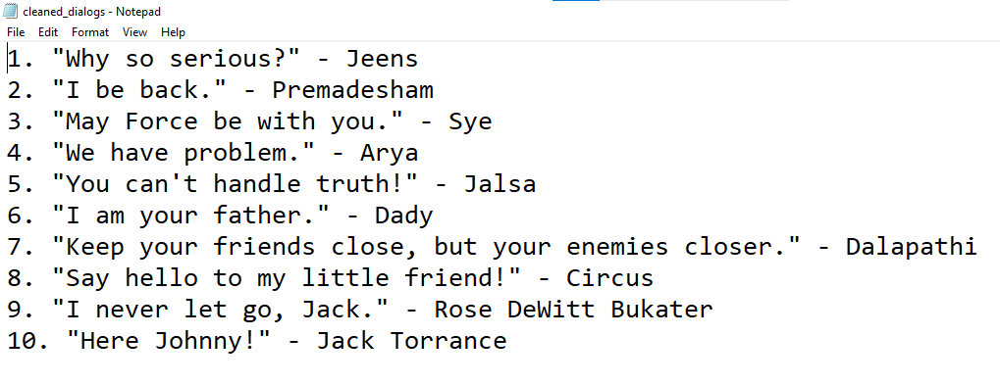 cleaned_dialogs - Notepad
File Edit Format View Help
1. "Why so serious?" - Jeens
2. "I be back." - Premadesham
3. "May Force be with you." - Sye
4. "We have problem." - Arya
5. "You can't handle truth!" - Jalsa
6. "I am your father." - Dady
7. "Keep your friends close, but your enemies closer." - Dalapathi
8. "Say hello to my little friend!" - Circus
9. "I never let go, Jack." - Rose DeWitt Bukater
10. "Here Johnny!" - Jack Torrance